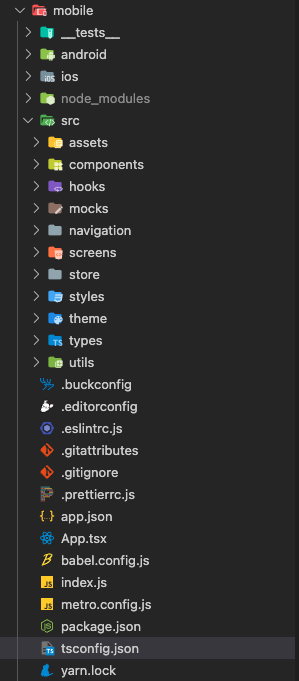 mobile
__tests__
android
ios
node_modules
src
assets
components
hooks
mocks
navigation
screens
store
styles
theme
types
utils
.buckconfig
.editorconfig
.eslintrc.js
.gitattributes
.gitignore
.prettierrc.js
app.json
App.tsx
babel.config.js
index.js
metro.config.js
package.json
tsconfig.json
yarn.lock